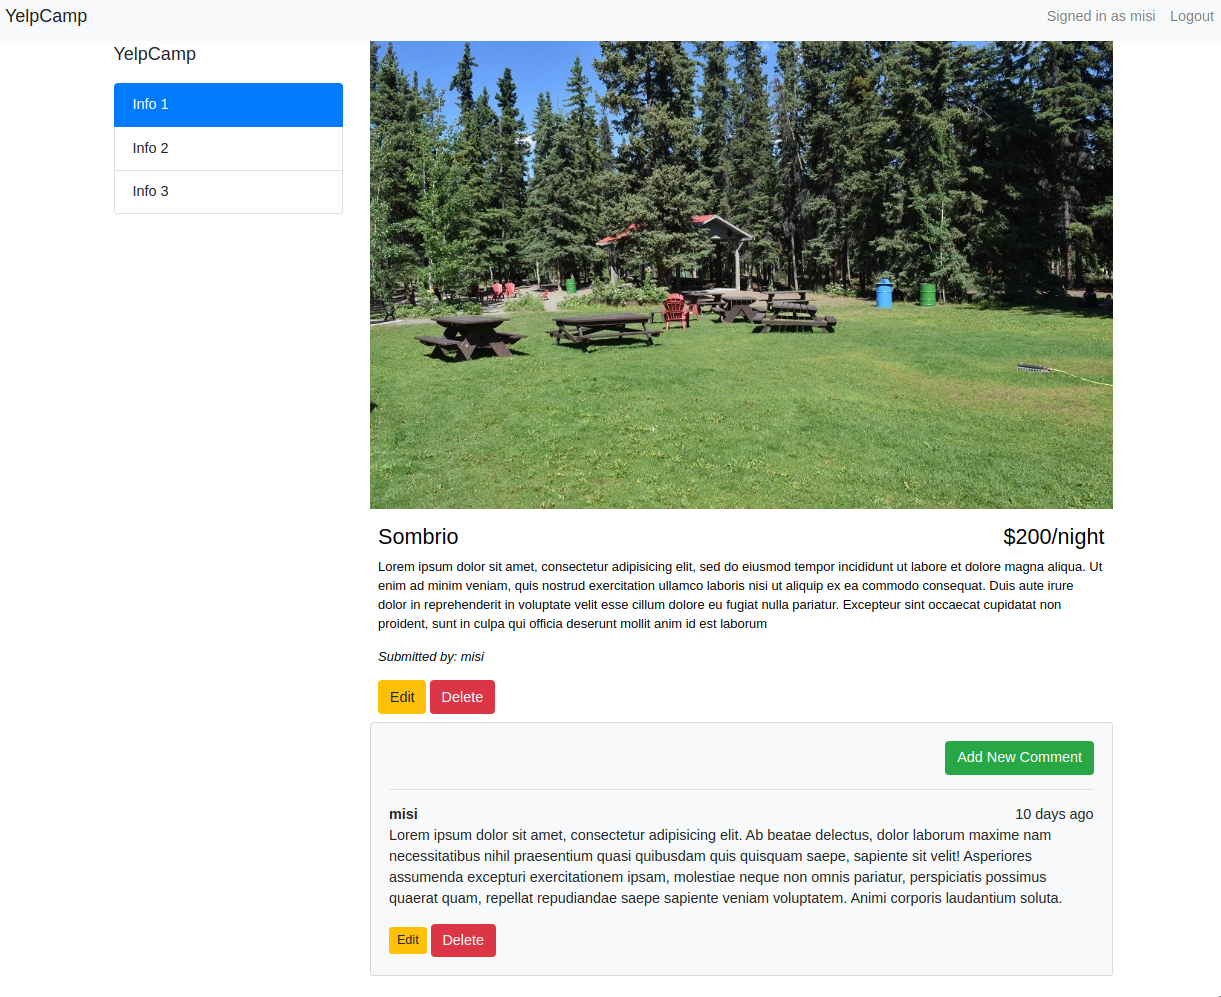 YelpCamp
Signed in as misi
Logout
YelpCamp
Info 1
Info 2
Info 3
Sombrio
$200/night
Lorem ipsum dolor sit amet, consectetur adipisicing elit, sed do eiusmod tempor incididunt ut labore et dolore magna aliqua. Ut
enim ad minim veniam, quis nostrud exercitation ullamco laboris nisi ut aliquip ex ea commodo consequat. Duis aute irure
dolor in reprehenderit in voluptate velit esse cillum dolore eu fugiat nulla pariatur. Excepteur sint occaecat cupidatat non
proident, sunt in culpa qui officia deserunt mollit anim id est laborum
Submitted by: misi
Edit
Delete
Add New Comment
misi
10 days ago
Lorem ipsum dolor sit amet, consectetur adipisicing elit. Ab beatae delectus, dolor laborum maxime nam
necessitatibus nihil praesentium quasi quibusdam quis quisquam saepe, sapiente sit velit! Asperiores
assumenda excepturi exercitationem ipsam, molestiae neque non omnis pariatur, perspiciatis possimus
quaerat quam, repellat repudiandae saepe sapiente veniam voluptatem. Animi corporis laudantium soluta.
Edit
Delete